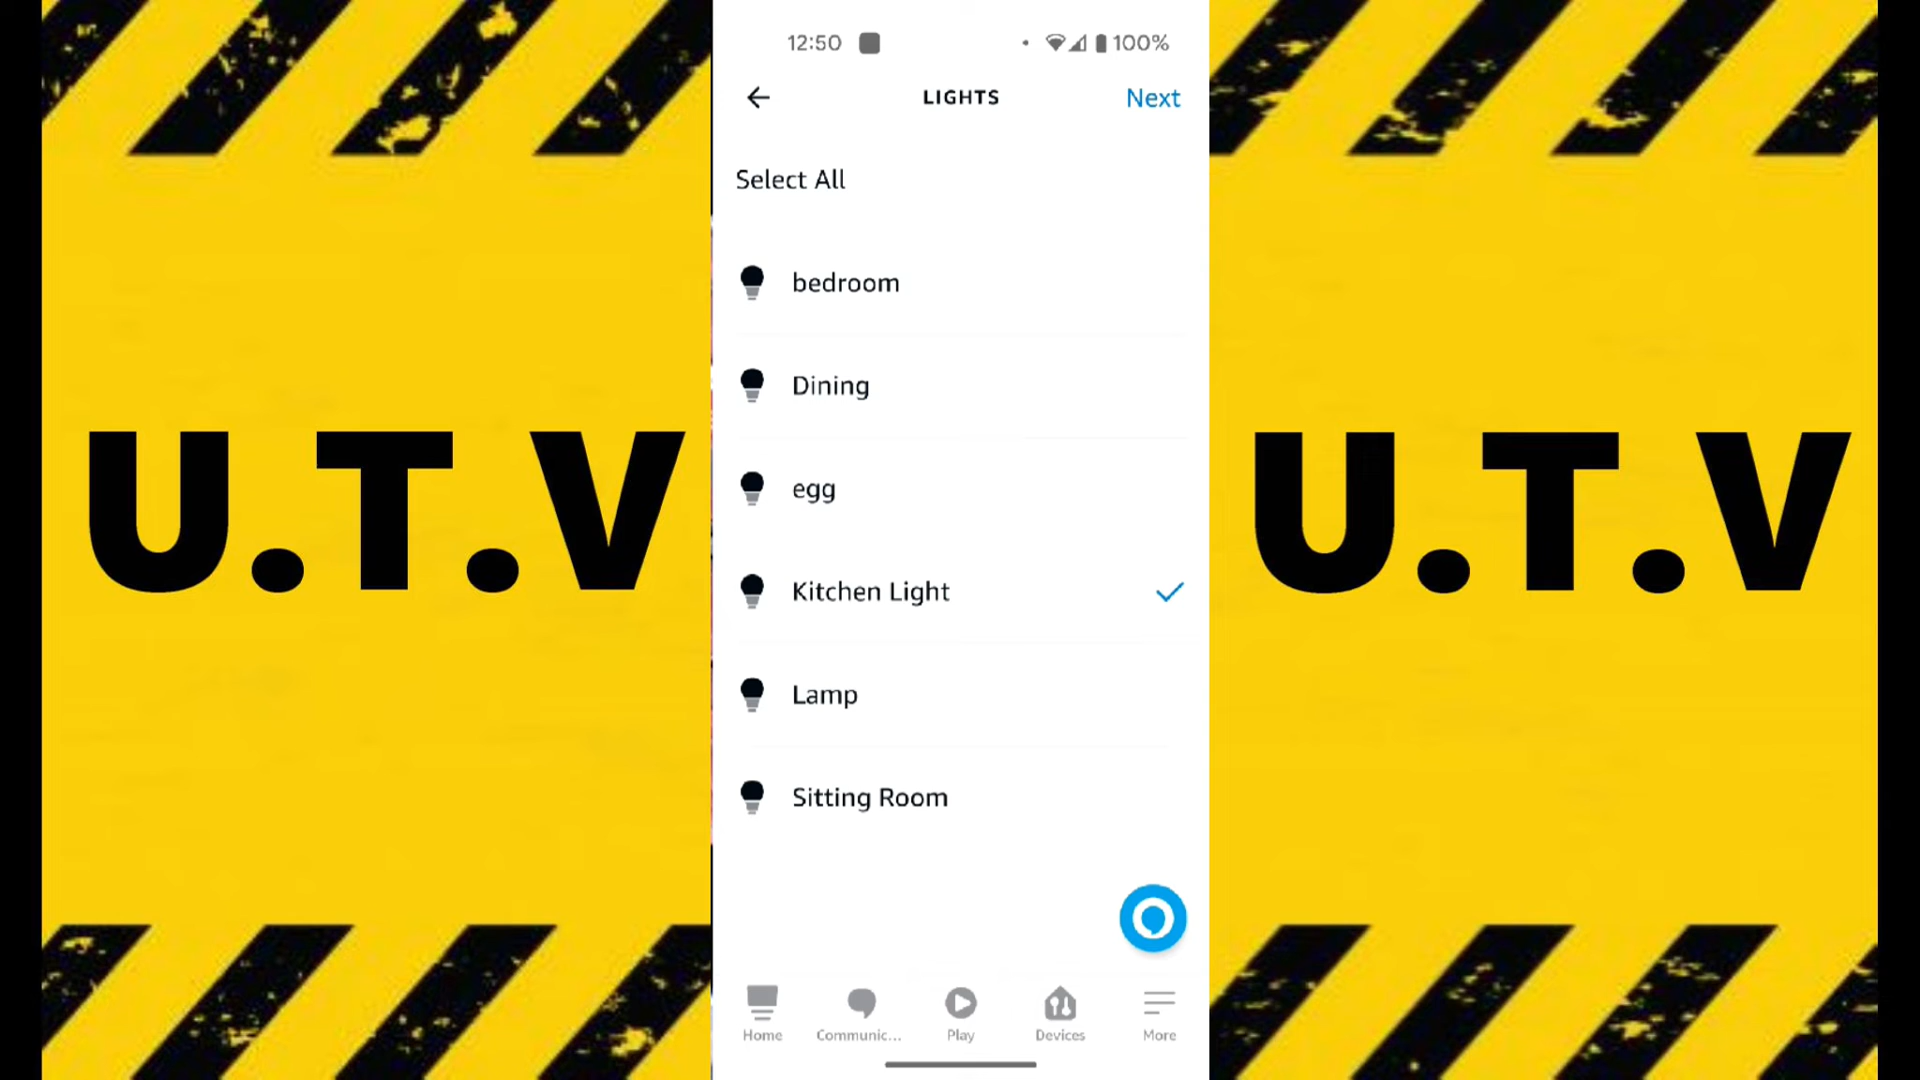 12:50
100%
LIGHTS
Next
Select All
bedroom
Dining
egg
Kitchen Light
Lamp
Sitting Room
U.T.V
U.T.V
Home
Communic...
Play
Devices
More